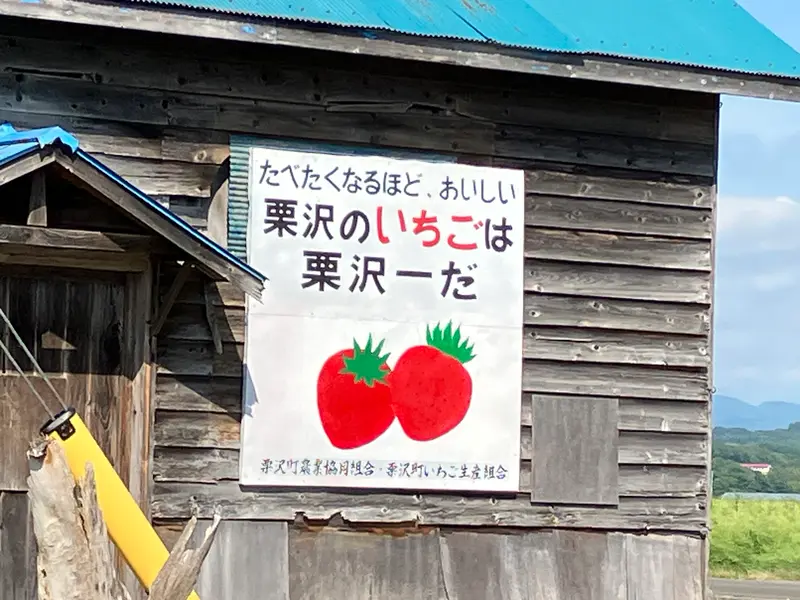 たべたくなるほど、おいしい
栗沢のいちごは
栗沢一だ
栗沢町農業協同組合・栗沢町いちご生産組合